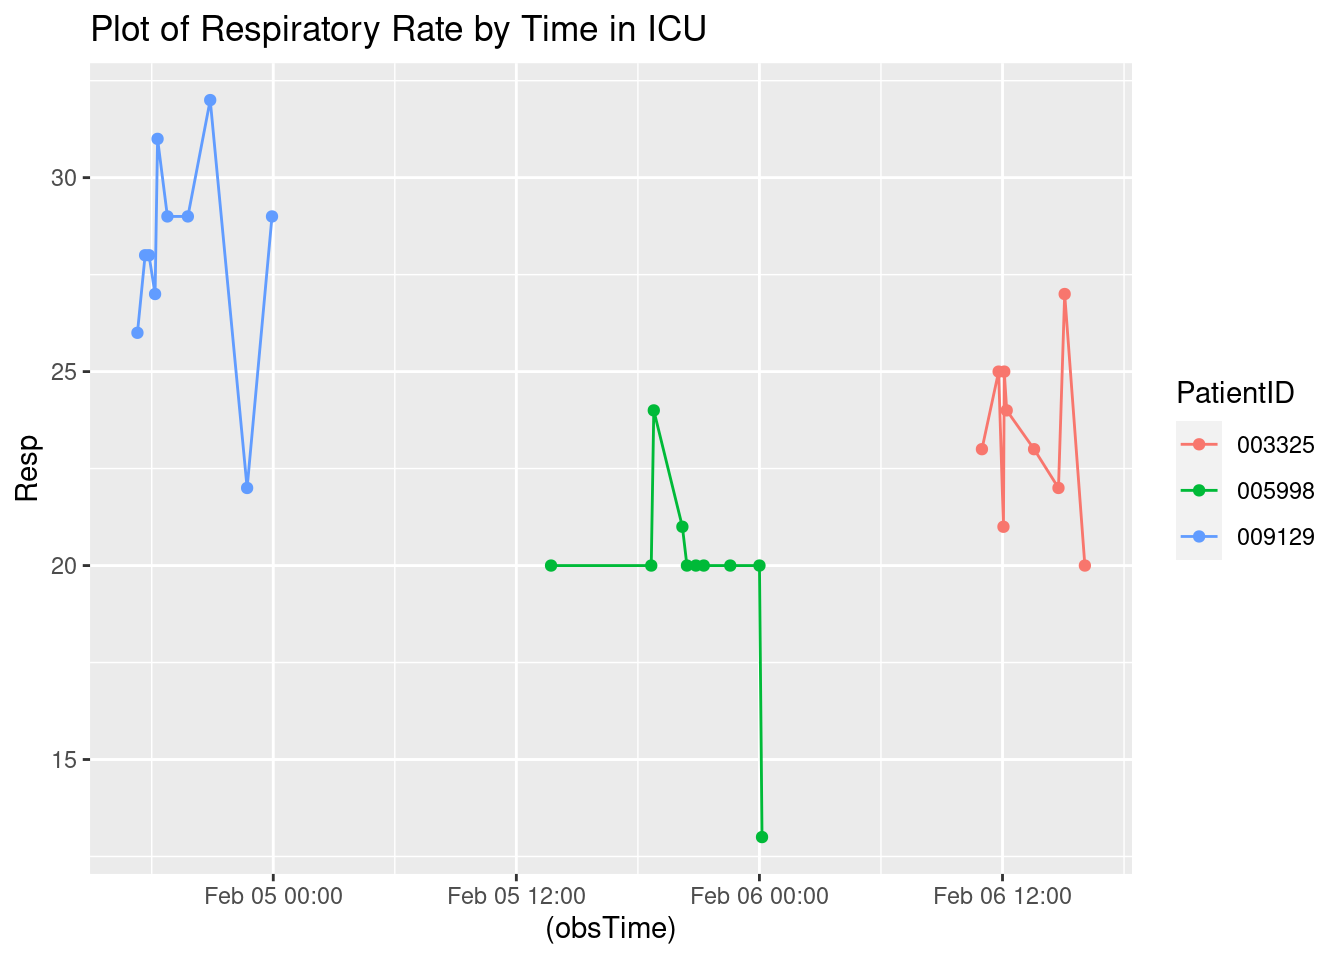 Plot of Respiratory Rate by Time in ICU
30
25
20
15
Resp
Feb 05 00:00
Feb 05 12:00
Feb 06 00:00
Feb 06 12:00
(obsTime)
PatientID
003325
005998
009129